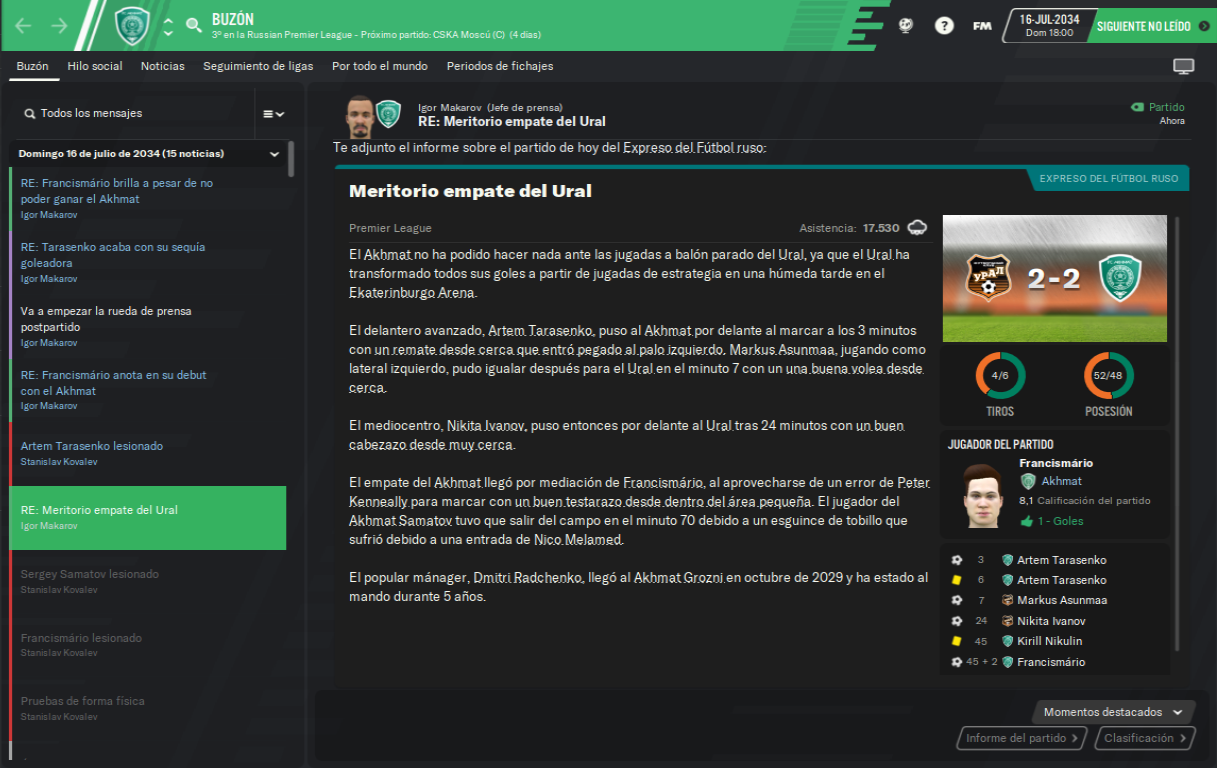 BUZÓN
3º en la Russian Premier League - Próximo partido: CSKA Moscú (C) (4 días)
?
FM
16-JUL-2034
Dom 18:00
SIGUIENTE NO LEÍDO
Buzón
Hilo social
Noticias
Seguimiento de ligas
Por todo el mundo
Periodos de fichajes
Todos los mensajes
Domingo 16 de julio de 2034 (15 noticias)
RE: Francismário brilla a pesar de no
poder ganar el Akhmat
Igor Makarov
RE: Tarasenko acaba con su sequía
goleadora
Igor Makarov
Va a empezar la rueda de prensa
postpartido
Igor Makarov
RE: Francismário anota en su debut
con el Akhmat
Igor Makarov
Artem Tarasenko lesionado
Stanislav Kovalev
RE: Meritorio empate del Ural
Igor Makarov
Sergey Samatov lesionado
Stanislav Kovalev
Francismário lesionado
Stanislav Kovalev
Pruebas de forma física
Stanislav Kovalev
Igor Makarov (Jefe de prensa)
RE: Meritorio empate del Ural
Partido
Ahora
Te adjunto el informe sobre el partido de hoy del Expreso del Fútbol ruso:
EXPRESO DEL FÚTBOL RUSO
Meritorio empate del Ural
Premier League
Asistencia: 17.530
El Akhmat no ha podido hacer nada ante las jugadas a balón parado del Ural, ya que el Ural ha
transformado todos sus goles a partir de jugadas de estrategia en una húmeda tarde en el
Ekaterinburgo Arena.
El delantero avanzado, Artem Tarasenko, puso al Akhmat por delante al marcar a los 3 minutos
con un remate desde cerca que entró pegado al palo izquierdo. Markus Asunmaa, jugando como
lateral izquierdo, pudo igualar después para el Ural en el minuto 7 con un una buena volea desde
cerca.
El mediocentro, Nikita Ivanov, puso entonces por delante al Ural tras 24 minutos con un buen
cabezazo desde muy cerca.
El empate del Akhmat llegó por mediación de Francismário, al aprovecharse de un error de Peter
Kenneally para marcar con un buen testarazo desde dentro del área pequeña. El jugador del
Akhmat Samatov tuvo que salir del campo en el minuto 70 debido a un esguince de tobillo que
sufrió debido a una entrada de Nico Melamed.
El popular mánager, Dmitri Radchenko, llegó al Akhmat Grozni en octubre de 2029 y ha estado al
mando durante 5 años.
УРАЛ
2-2
4/6
TIROS
52/48
POSESIÓN
JUGADOR DEL PARTIDO
Francismário
Akhmat
8,1 Calificación del partido
1 - Goles
3 Artem Tarasenko
6 Artem Tarasenko
7 Markus Asunmaa
24 Nikita Ivanov
45 Kirill Nikulin
45 + 2 Francismário
Momentos destacados
Informe del partido
Clasificación